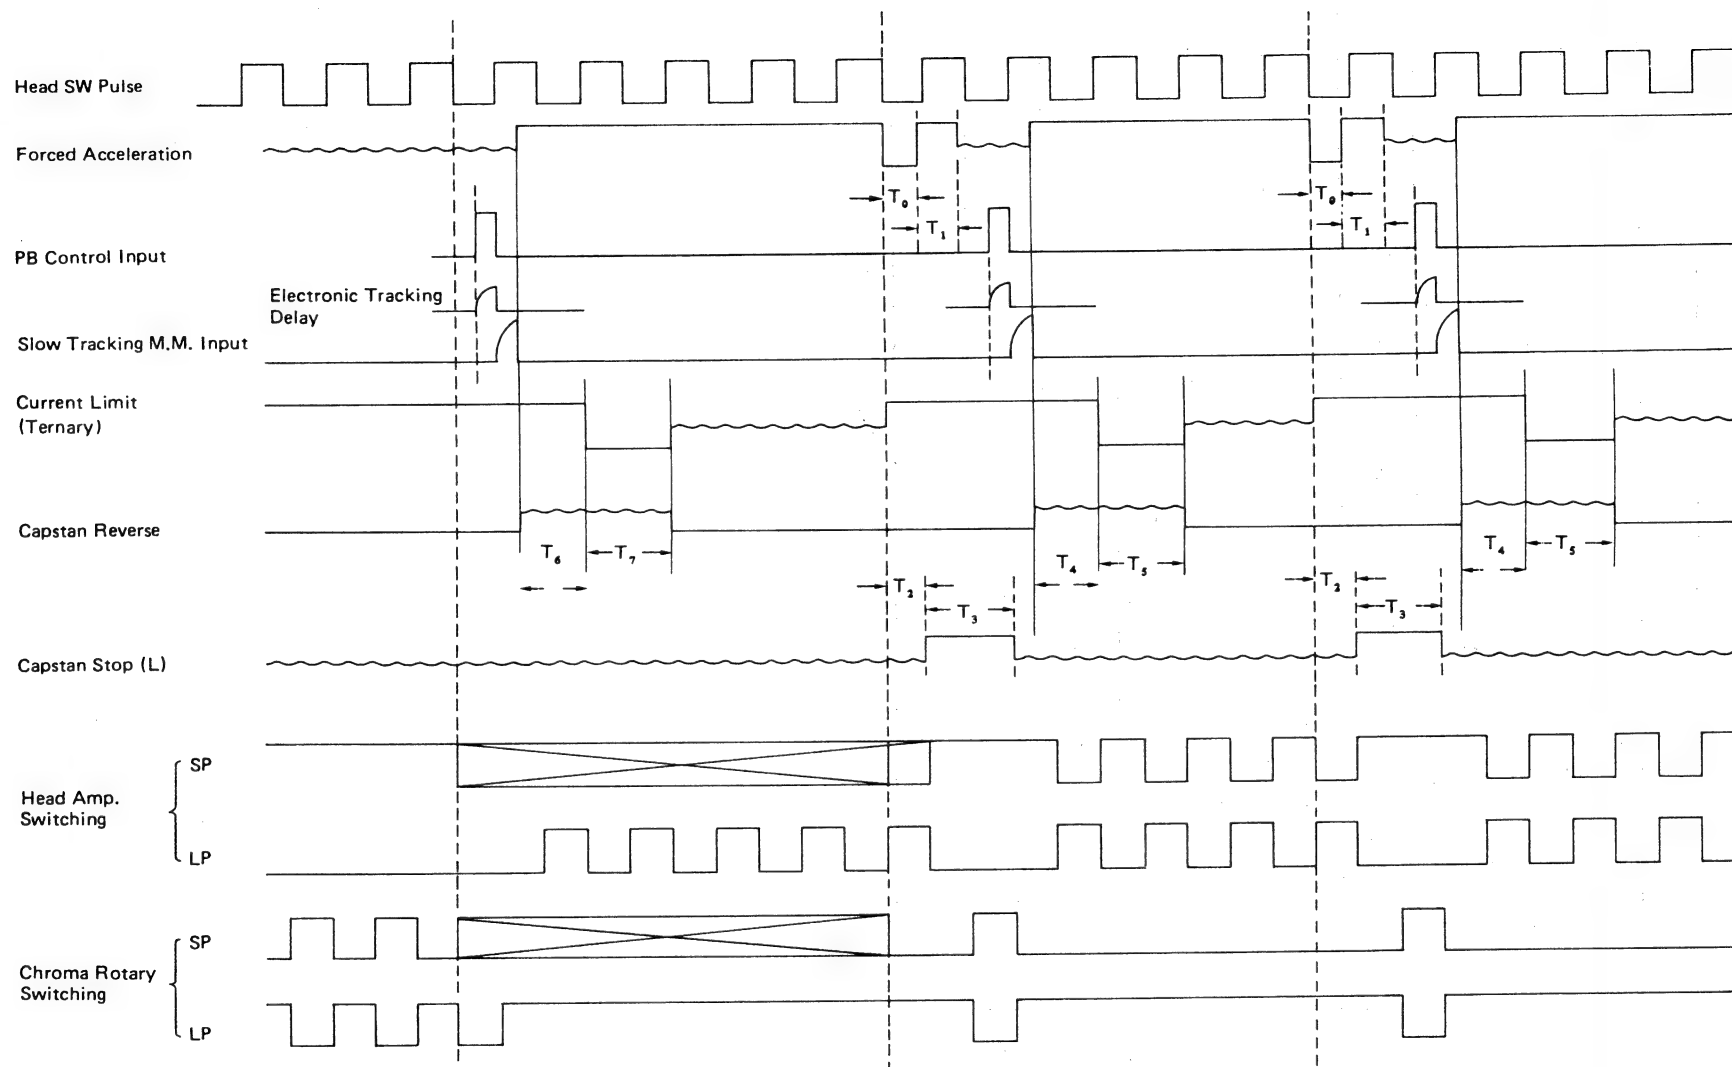 Head SW Pulse
Forced Acceleration
T₀
T₀
T₁
T₁
PB Control Input
Electronic Tracking
Delay
Slow Tracking M.M. Input
Current Limit
(Ternary)
Capstan Reverse
T₆
T₇
T₄
T₅
T₄
T₅
T₂
T₃
T₂
T₃
Capstan Stop (L)
SP
Head Amp.
Switching
LP
SP
Chroma Rotary
Switching
LP